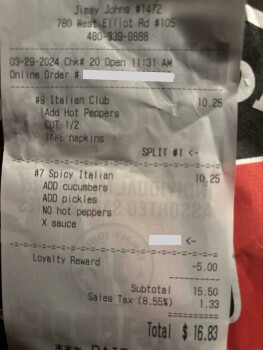 Jimmy Johns #1472
780 West Elliot Rd #105
480-339-8888
03-29-2024 Chk# 20 Open 11:31 AM
Online Order #
#9 Italian Club 10.25
Add Hot Peppers
CUT 1/2
TAKE napkins
SPLIT #1 <-
#7 Spicy Italian 10.25
ADD cucumbers
ADD pickles
NO hot peppers
X sauce
<-
Loyalty Reward -5.00
Subtotal 15.50
Sales Tax (8.55%) 1.33
Total $ 16.83
*** PAID